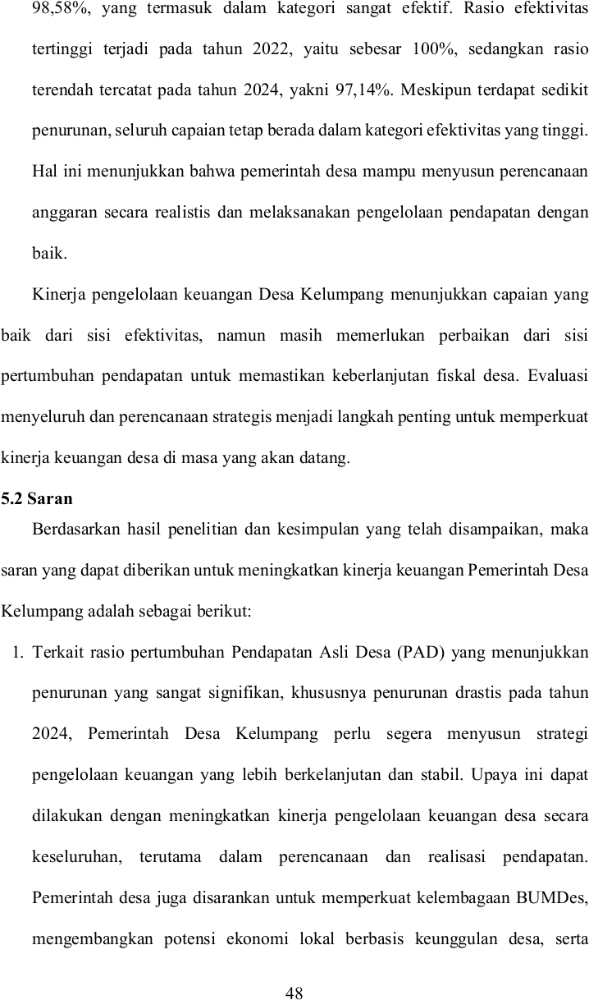 98,58%, yang termasuk dalam kategori sangat efektif. Rasio efektivitas
tertinggi terjadi pada tahun 2022, yaitu sebesar 100%, sedangkan rasio
terendah tercatat pada tahun 2024, yakni 97,14%. Meskipun terdapat sedikit
penurunan, seluruh capaian tetap berada dalam kategori efektivitas yang tinggi.
Hal ini menunjukkan bahwa pemerintah desa mampu menyusun perencanaan
anggaran secara realistis dan melaksanakan pengelolaan pendapatan dengan
baik.
Kinerja pengelolaan keuangan Desa Kelumpang menunjukkan capaian yang
baik dari sisi efektivitas, namun masih memerlukan perbaikan dari sisi
pertumbuhan pendapatan untuk memastikan keberlanjutan fiskal desa. Evaluasi
menyeluruh dan perencanaan strategis menjadi langkah penting untuk memperkuat
kinerja keuangan desa di masa yang akan datang.
5.2 Saran
Berdasarkan hasil penelitian dan kesimpulan yang telah disampaikan, maka
saran yang dapat diberikan untuk meningkatkan kinerja keuangan Pemerintah Desa
Kelumpang adalah sebagai berikut:
1. Terkait rasio pertumbuhan Pendapatan Asli Desa (PAD) yang menunjukkan
penurunan yang sangat signifikan, khususnya penurunan drastis pada tahun
2024, Pemerintah Desa Kelumpang perlu segera menyusun strategi
pengelolaan keuangan yang lebih berkelanjutan dan stabil. Upaya ini dapat
dilakukan dengan meningkatkan kinerja pengelolaan keuangan desa secara
keseluruhan, terutama dalam perencanaan dan realisasi pendapatan.
Pemerintah desa juga disarankan untuk memperkuat kelembagaan BUMDes,
mengembangkan potensi ekonomi lokal berbasis keunggulan desa, serta
48